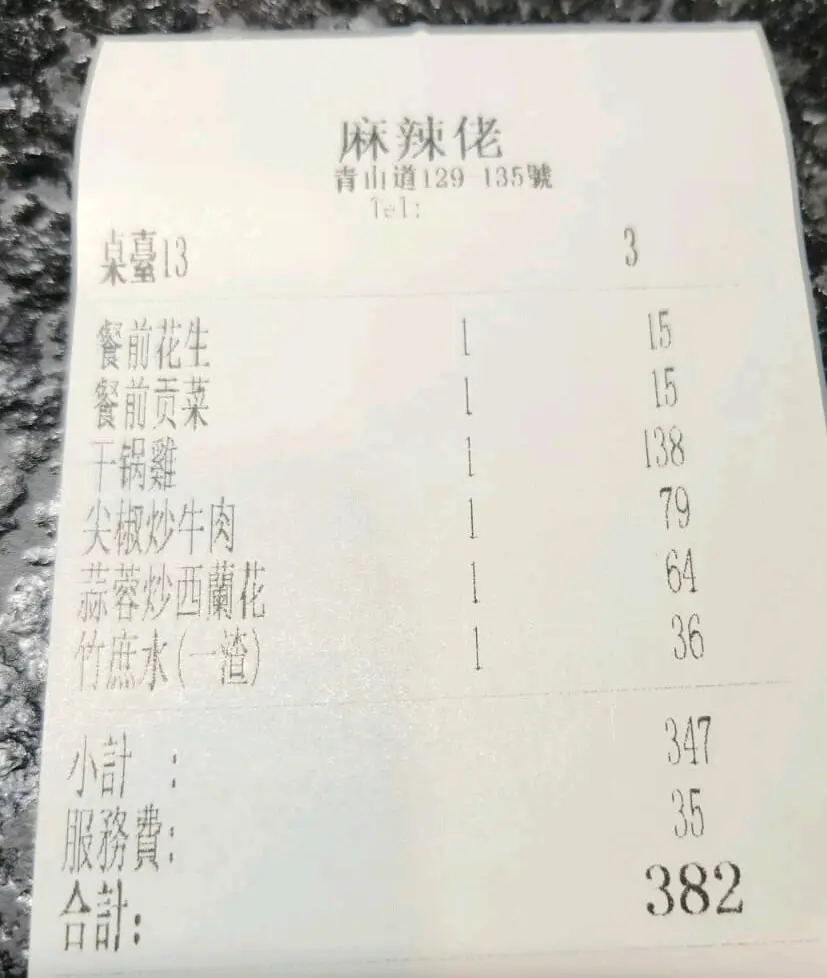 麻辣佬
青山道129-135號
Tel:
桌臺13 3
餐前花生 1 15
餐前贡菜 1 15
干锅雞 1 138
尖椒炒牛肉 1 79
蒜蓉炒西蘭花 1 64
竹庶水(一渣) 1 36
小計 : 347
服務費: 35
合計: 382